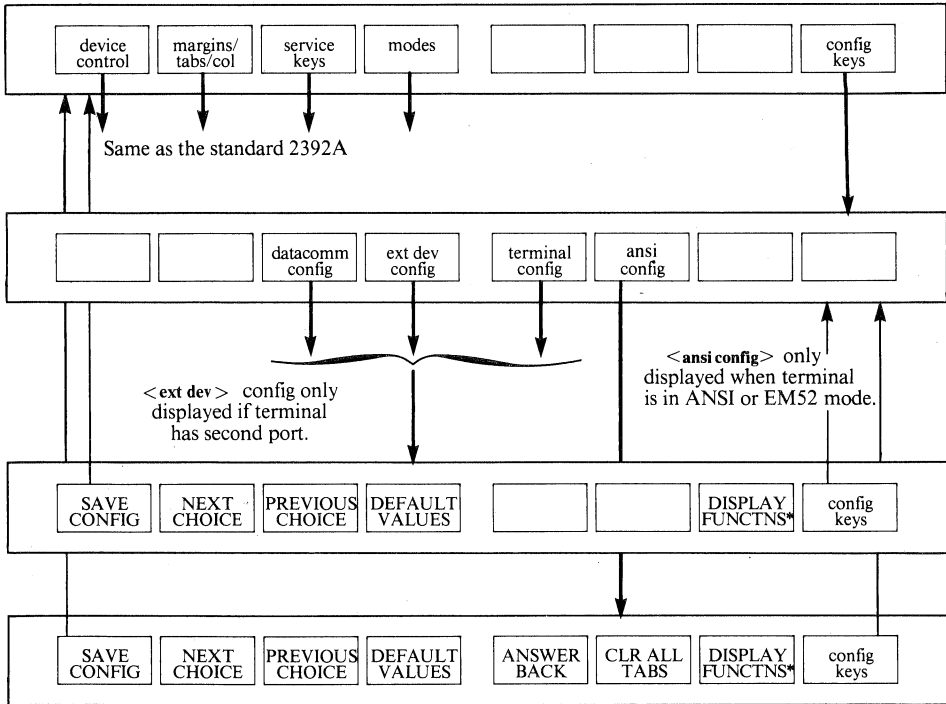 device
control
margins/
tabs/col
service
keys
modes
config
keys
Same as the standard 2392A
datacomm
config
ext dev
config
terminal
config
ansi
config
<ext dev> config only
displayed if terminal
has second port.
<ansi config> only
displayed when terminal
is in ANSI or EM52 mode.
SAVE
CONFIG
NEXT
CHOICE
PREVIOUS
CHOICE
DEFAULT
VALUES
DISPLAY
FUNCTNS*
config
keys
SAVE
CONFIG
NEXT
CHOICE
PREVIOUS
CHOICE
DEFAULT
VALUES
ANSWER
BACK
CLR ALL
TABS
DISPLAY
FUNCTNS*
config
keys